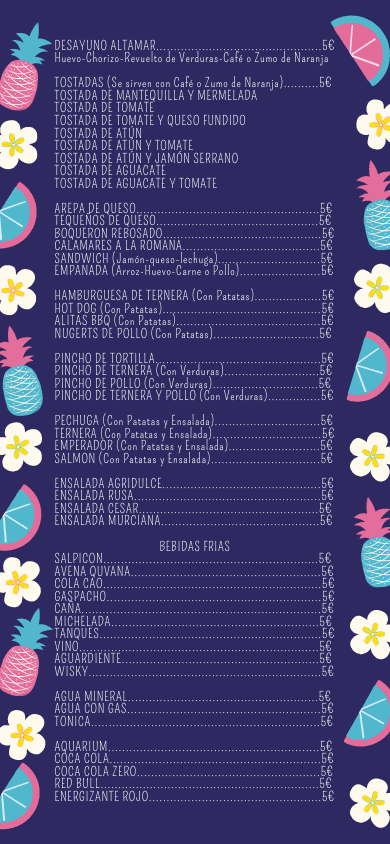 DESAYUNO ALTAMAR..........5€
Huevo-Chorizo-Revuelto de Verduras-Café o Zumo de Naranja
TOSTADAS (Se sirven con Café o Zumo de Naranja)..........5€
TOSTADA DE MANTEQUILLA Y MERMELADA
TOSTADA DE TOMATE
TOSTADA DE TOMATE Y QUESO FUNDIDO
TOSTADA DE ATÚN
TOSTADA DE ATÚN Y TOMATE
TOSTADA DE ATÚN Y JAMÓN SERRANO
TOSTADA DE AGUACATE
TOSTADA DE AGUACATE Y TOMATE
AREPA DE QUESO..........5€
TEQUEÑOS DE QUESO..........5€
BOQUERON REBOSADO..........5€
CALAMARES A LA ROMANA..........5€
SANDWICH (Jamón-queso-lechuga)..........5€
EMPANADA (Arroz-Huevo-Carne o Pollo)..........5€
HAMBURGUESA DE TERNERA (Con Patatas)..........5€
HOT DOG (Con Patatas)..........5€
ALITAS BBQ (Con Patatas)..........5€
NUGERTS DE POLLO (Con Patatas)..........5€
PINCHO DE TORTILLA..........5€
PINCHO DE TERNERA (Con Verduras)..........5€
PINCHO DE POLLO (Con Verduras)..........5€
PINCHO DE TERNERA Y POLLO (Con Verduras)..........5€
PECHUGA (Con Patatas y Ensalada)..........5€
TERNERA (Con Patatas y Ensalada)..........5€
EMPERADOR (Con Patatas y Ensalada)..........5€
SALMON (Con Patatas y Ensalada)..........5€
ENSALADA AGRIDULCE..........5€
ENSALADA RUSA..........5€
ENSALADA CESAR..........5€
ENSALADA MURCIANA..........5€
BEBIDAS FRIAS
SALPICON..........5€
AVENA QUVANA..........5€
COLA CAO..........5€
GASPACHO..........5€
CAÑA..........5€
MICHELADA..........5€
TANQUES..........5€
VINO..........5€
AGUARDIENTE..........5€
WISKY..........5€
AGUA MINERAL..........5€
AGUA CON GAS..........5€
TONICA..........5€
AQUARIUM..........5€
COCA COLA..........5€
COCA COLA ZERO..........5€
RED BULL..........5€
ENERGIZANTE ROJO..........5€